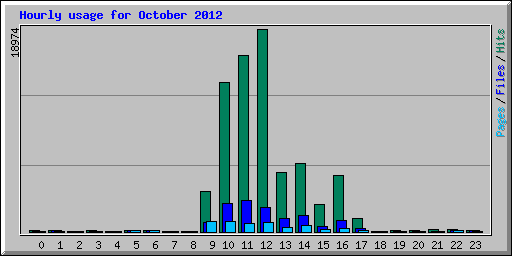 Hourly usage for October 2012
18974
Pages/Files/Hits
0 1 2 3 4 5 6 7 8 9 10 11 12 13 14 15 16 17 18 19 20 21 22 23